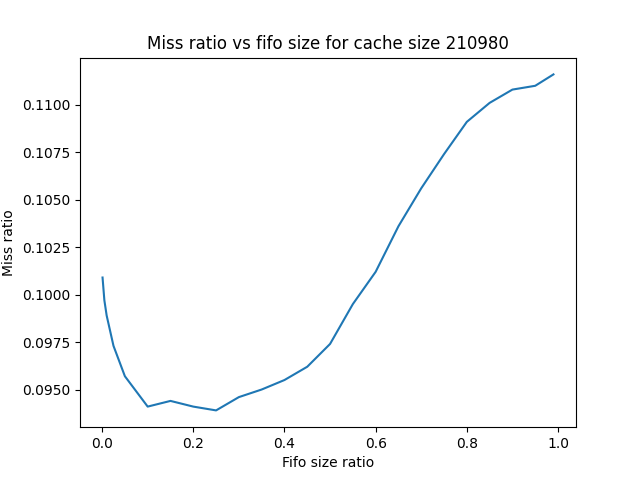 Miss ratio vs fifo size for cache size 210980
0.1100
0.1075
0.1050
0.1025
0.1000
0.0975
0.0950
Miss ratio
0.0 0.2 0.4 0.6 0.8 1.0
Fifo size ratio